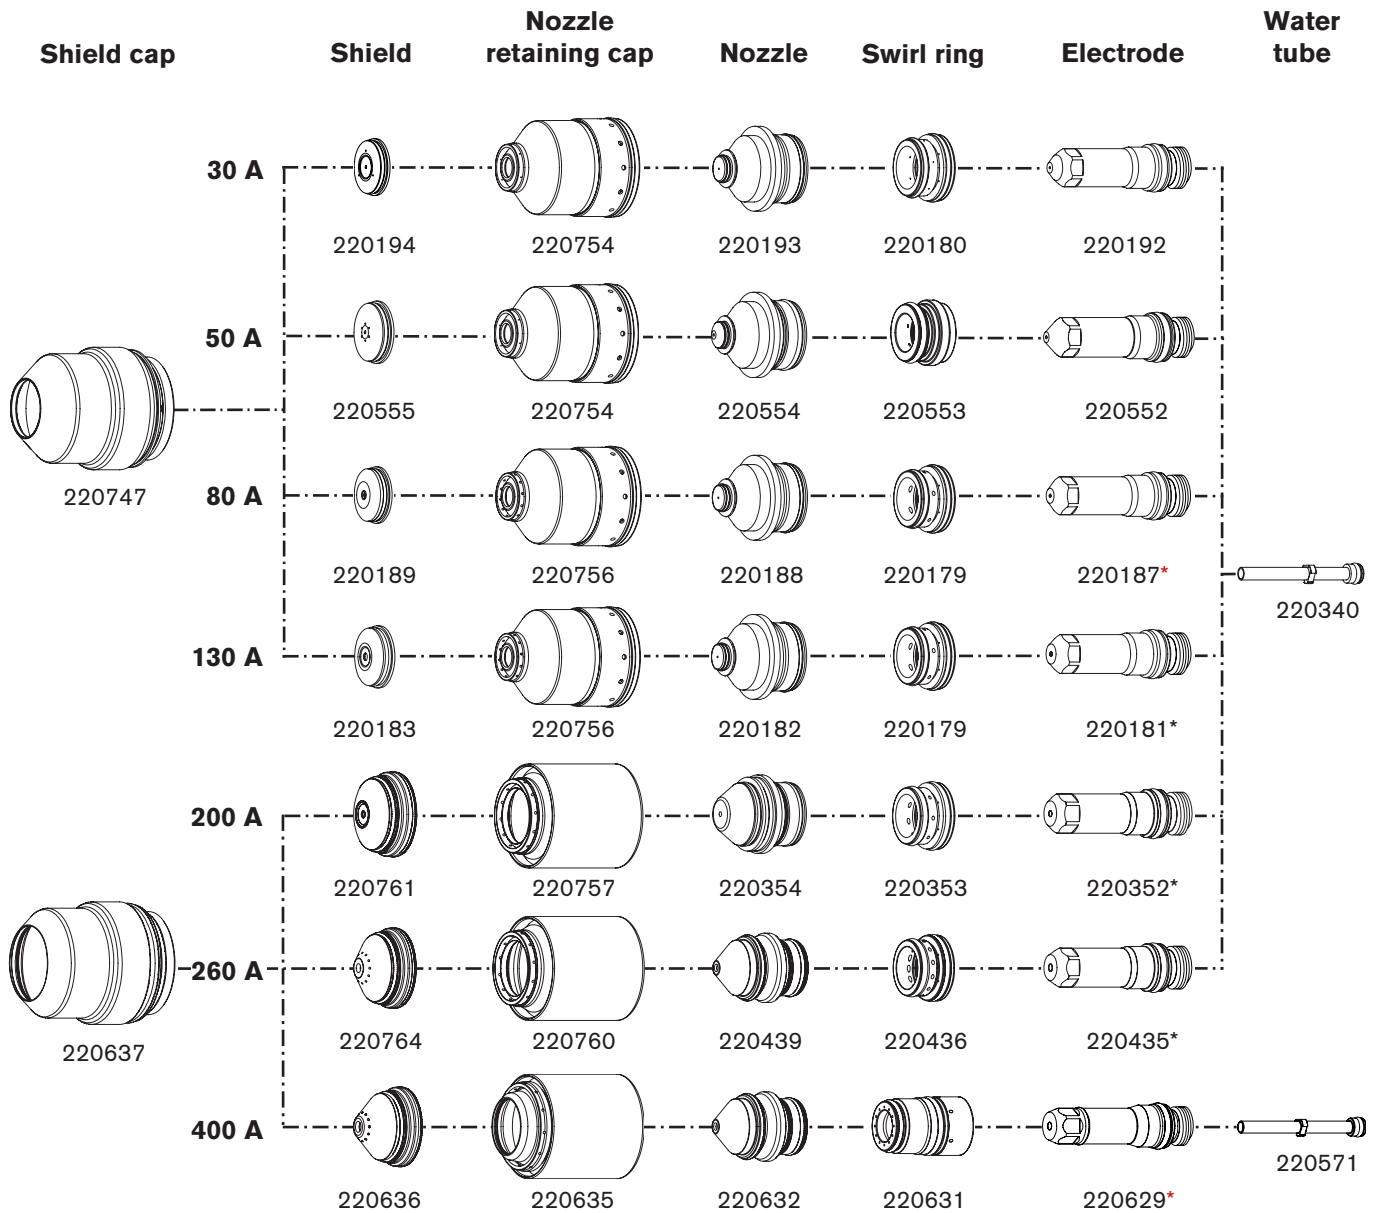 Shield cap
Shield
Nozzle
retaining cap
Nozzle
Swirl ring
Electrode
Water
tube
30 A
220194
220754
220193
220180
220192
50 A
220555
220754
220554
220553
220552
220747
80 A
220189
220756
220188
220179
220187*
220340
130 A
220183
220756
220182
220179
220181*
200 A
220761
220757
220354
220353
220352*
260 A
220764
220760
220439
220436
220435*
220637
400 A
220636
220635
220632
220631
220629*
220571